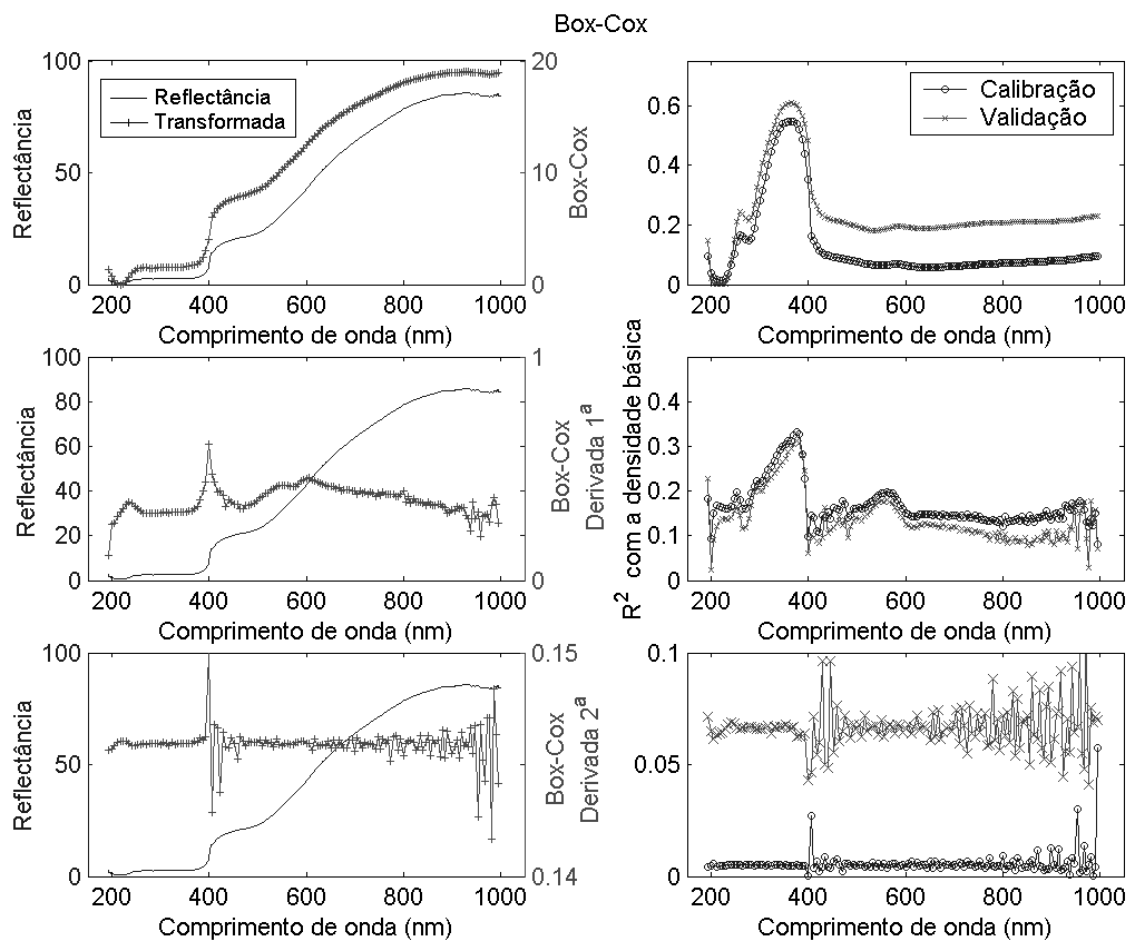 Box-Cox
100
50
0
Reflectância
Reflectância
Transformada
20
10
0
Box-Cox
200 400 600 800 1000
Comprimento de onda (nm)
0.6
0.4
0.2
0
Calibração
Validação
200 400 600 800 1000
Comprimento de onda (nm)
100
80
60
40
20
0
Reflectância
1
0
Box-Cox
Derivada 1ª
200 400 600 800 1000
Comprimento de onda (nm)
R² com a densidade básica
0.4
0.3
0.2
0.1
0
200 400 600 800 1000
Comprimento de onda (nm)
100
50
0
Reflectância
0.15
0.14
Box-Cox
Derivada 2ª
200 400 600 800 1000
Comprimento de onda (nm)
0.1
0.05
0
200 400 600 800 1000
Comprimento de onda (nm)